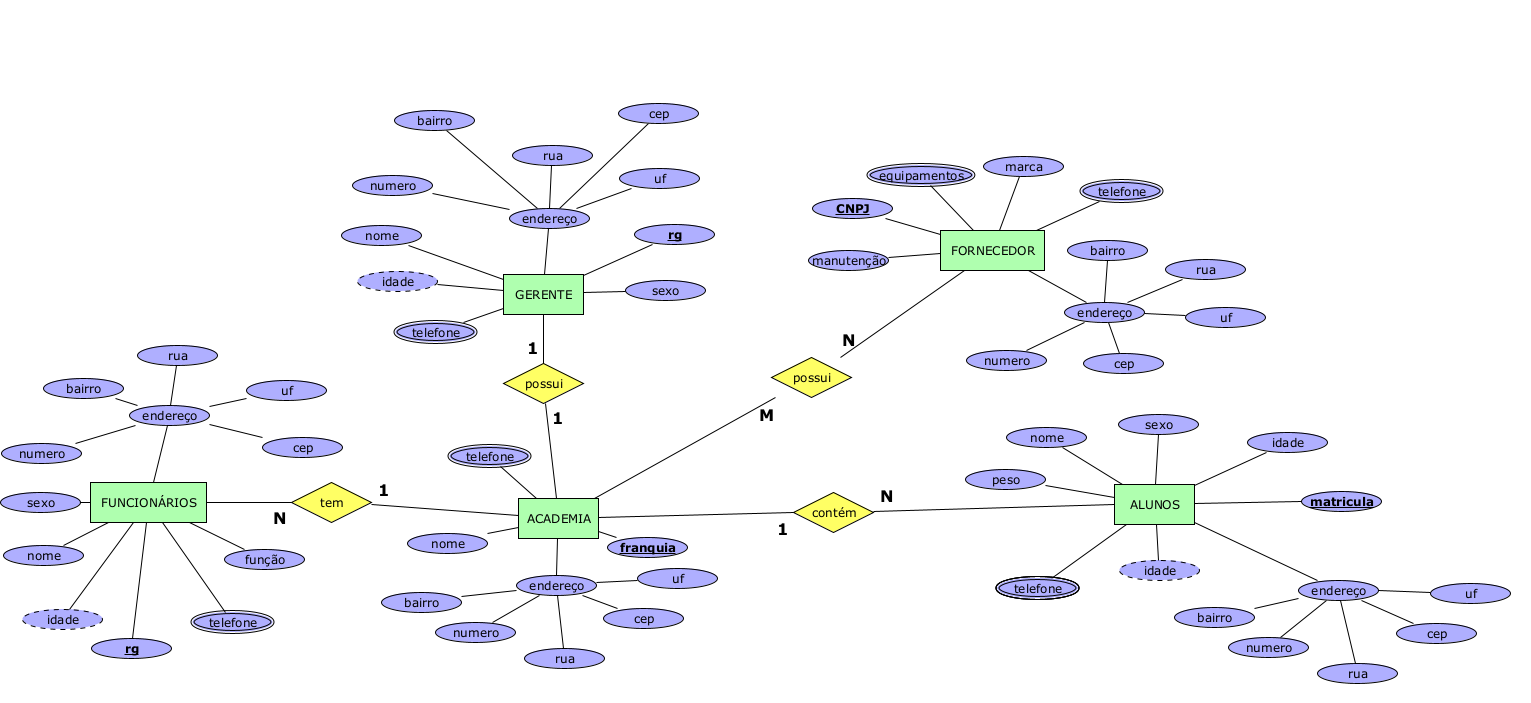 cep
bairro
rua
numero
uf
endereço
nome
rg
idade
GERENTE
sexo
telefone
1
possui
1
equipamentos
marca
telefone
CNPJ
manutenção
FORNECEDOR
bairro
rua
endereço
uf
numero
cep
N
possui
M
rua
bairro
uf
endereço
numero
cep
sexo
FUNCIONÁRIOS
N
tem
1
nome
função
idade
telefone
rg
telefone
ACADEMIA
nome
franquia
endereço
uf
bairro
cep
numero
rua
1
contém
N
sexo
nome
idade
peso
ALUNOS
matricula
telefone
idade
endereço
uf
bairro
cep
numero
rua